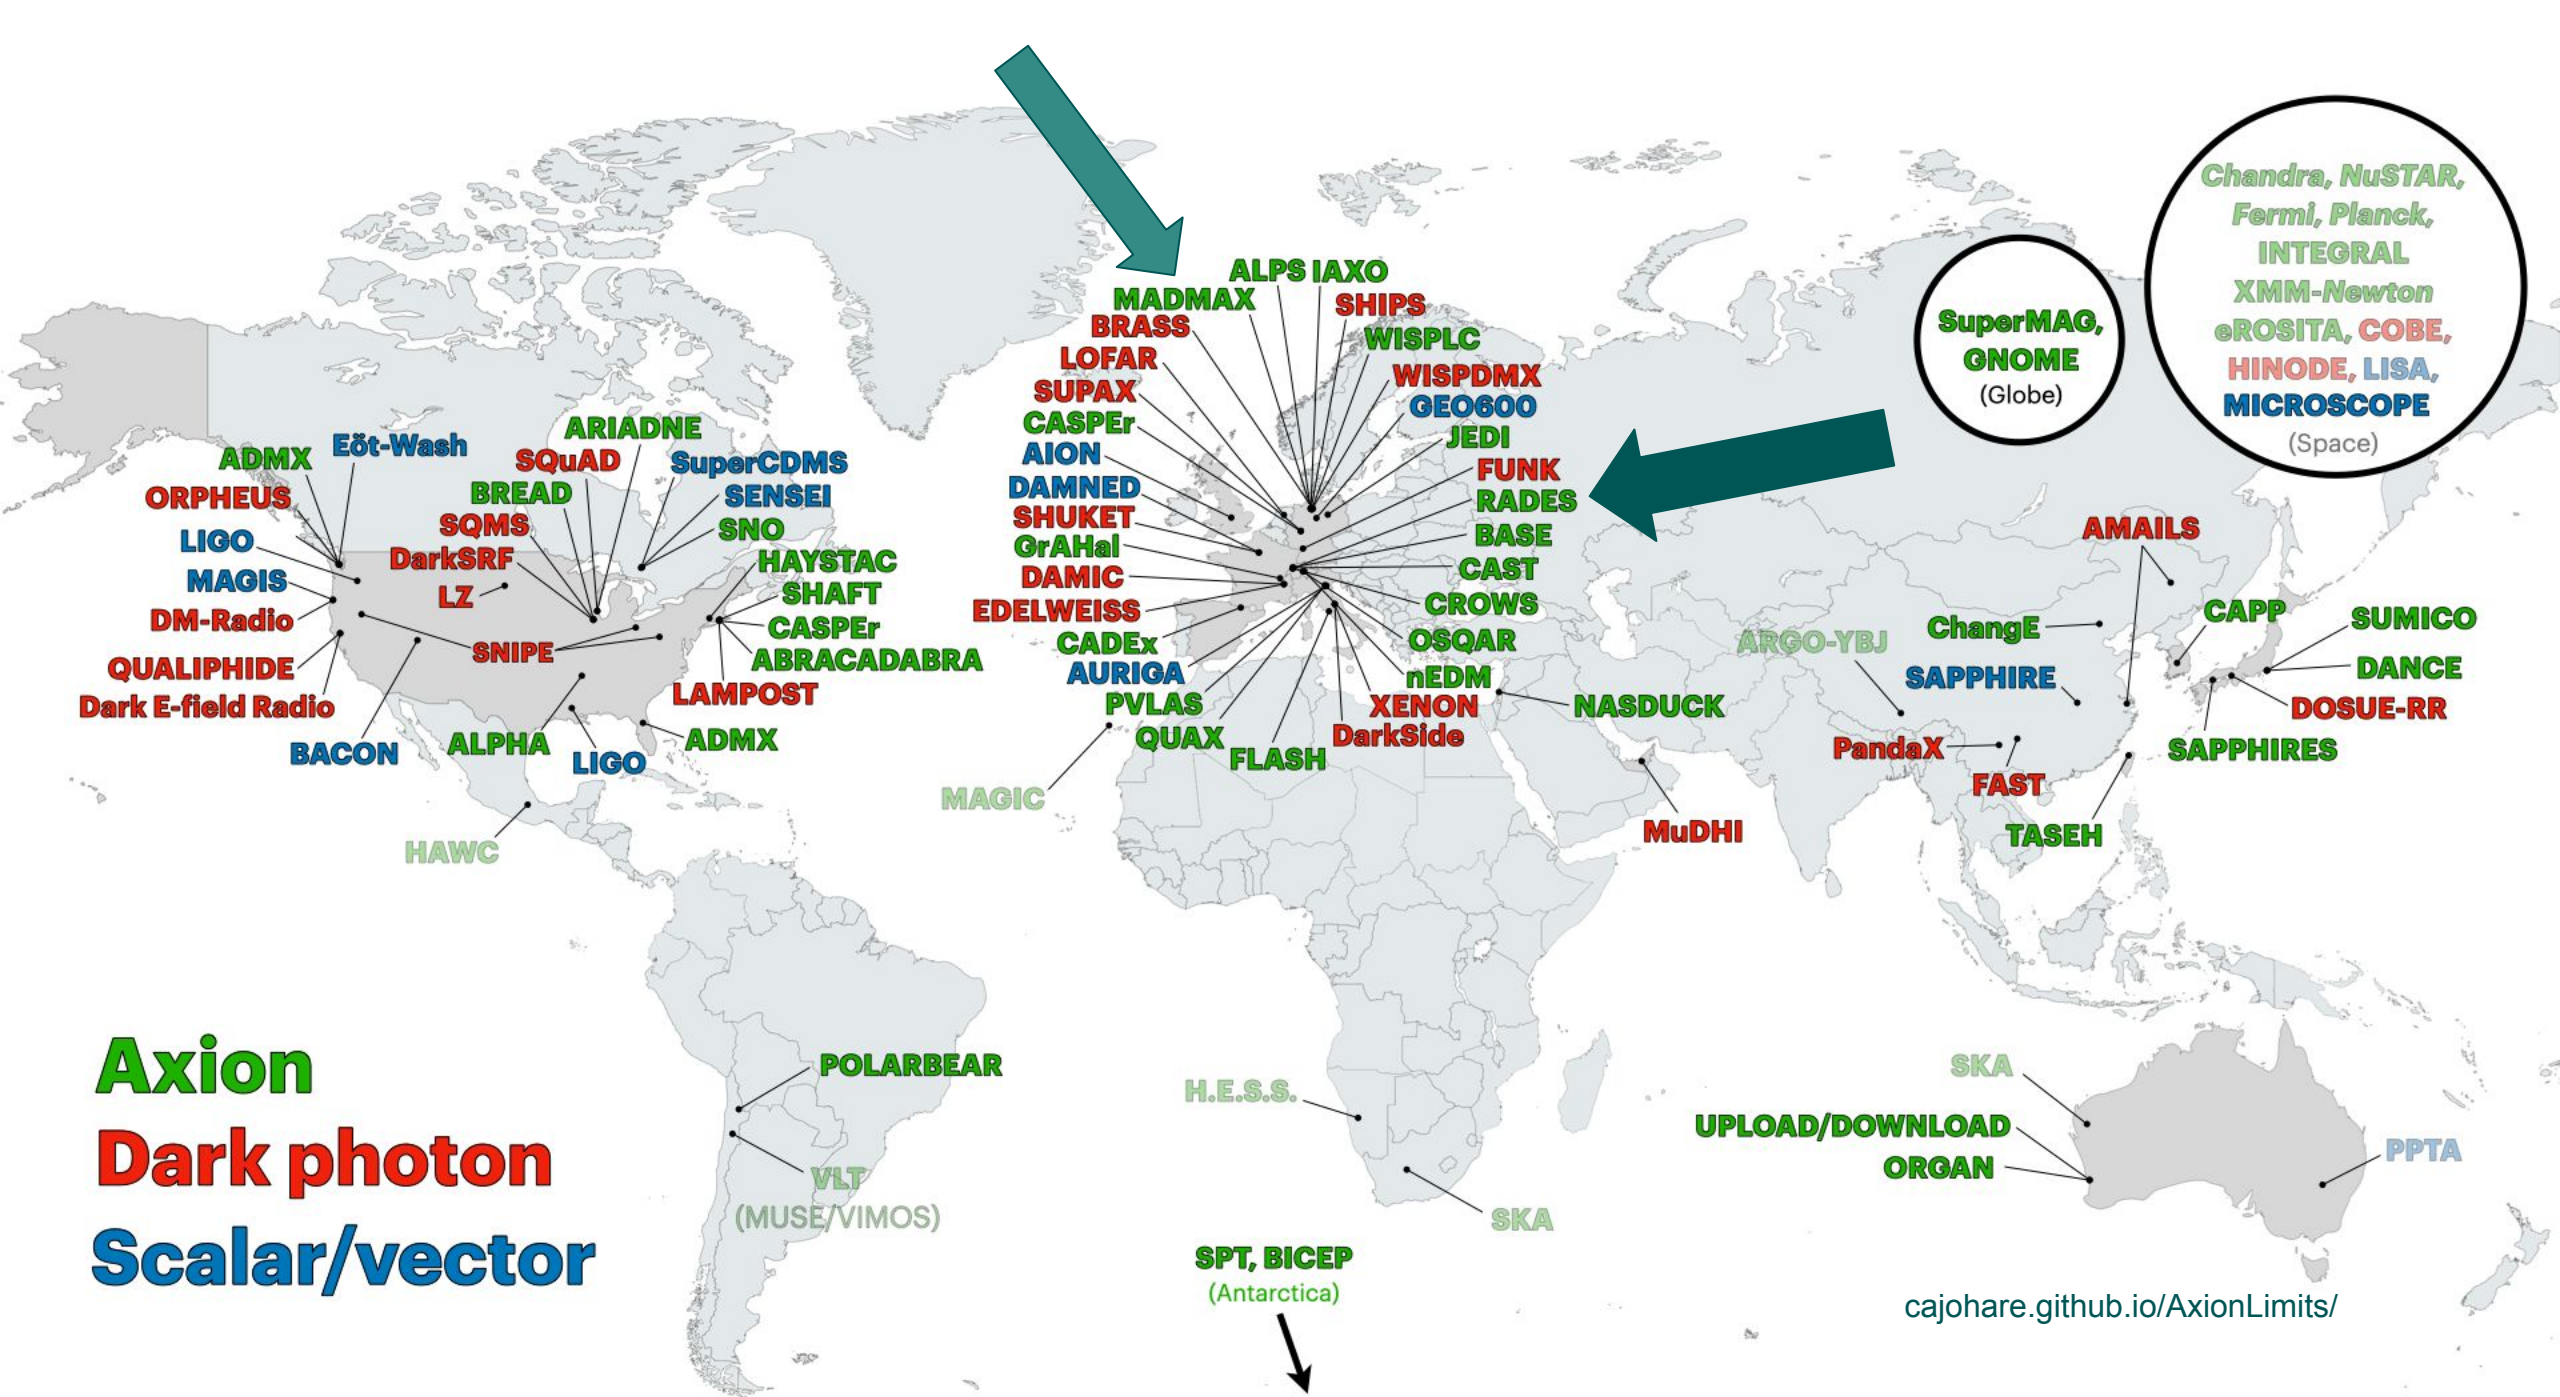 ADMX
Eöt-Wash
ORPHEUS
LIGO
MAGIS
DM-Radio
QUALIPHIDE
Dark E-field Radio
BACON
ARIADNE
SQuAD
BREAD
SQMS
DarkSRF
LZ
SNIPE
SuperCDMS
SENSEI
SNO
HAYSTAC
SHAFT
CASPEr
ABRACADABRA
LAMPOST
ADMX
ALPHA
LIGO
HAWC
ALPS IAXO
MADMAX
BRASS
LOFAR
SUPAX
CASPEr
AION
DAMNED
SHUKET
GrAHal
DAMIC
EDELWEISS
CADEx
AURIGA
PVLAS
QUAX
FLASH
MAGIC
SHIPS
WISPLC
WISPDMX
GEO600
JEDI
FUNK
RADES
BASE
CAST
CROWS
OSQAR
nEDM
XENON
DarkSide
NASDUCK
MuDHI
SuperMAG,
GNOME
(Globe)
Chandra, NuSTAR,
Fermi, Planck,
INTEGRAL
XMM-Newton
eROSITA, COBE,
HINODE, LISA,
MICROSCOPE
(Space)
AMAILS
ARGO-YBJ
ChangE
SAPPHIRE
PandaX
FAST
TASEH
CAPP
SUMICO
DANCE
DOSUE-RR
SAPPHIRES
POLARBEAR
VLT
(MUSE/VIMOS)
H.E.S.S.
SKA
SPT, BICEP
(Antarctica)
SKA
UPLOAD/DOWNLOAD
ORGAN
PPTA
Axion
Dark photon
Scalar/vector
cajohare.github.io/AxionLimits/